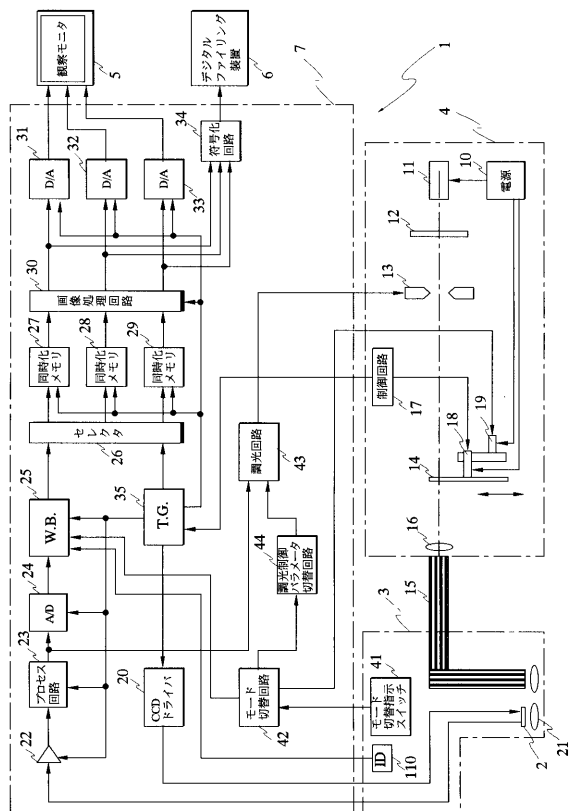 観察モニタ
5
デジタル
ファイリング
装置
6
7
1
31
D/A
32
D/A
D/A
33
34
符号化
回路
30
画像処理回路
27
同時化
メモリ
28
同時化
メモリ
29
同時化
メモリ
セレクタ
26
25
W.B.
35
T.G.
24
A/D
23
プロセス
回路
22
20
CCD
ドライバ
調光回路
43
44
調光制御
パラメータ
切替回路
モード
切替回路
42
41
モード
切替指示
スイッチ
ID
110
3
2
21
15
16
4
11
10
電源
12
13
制御回路
17
18
19
14